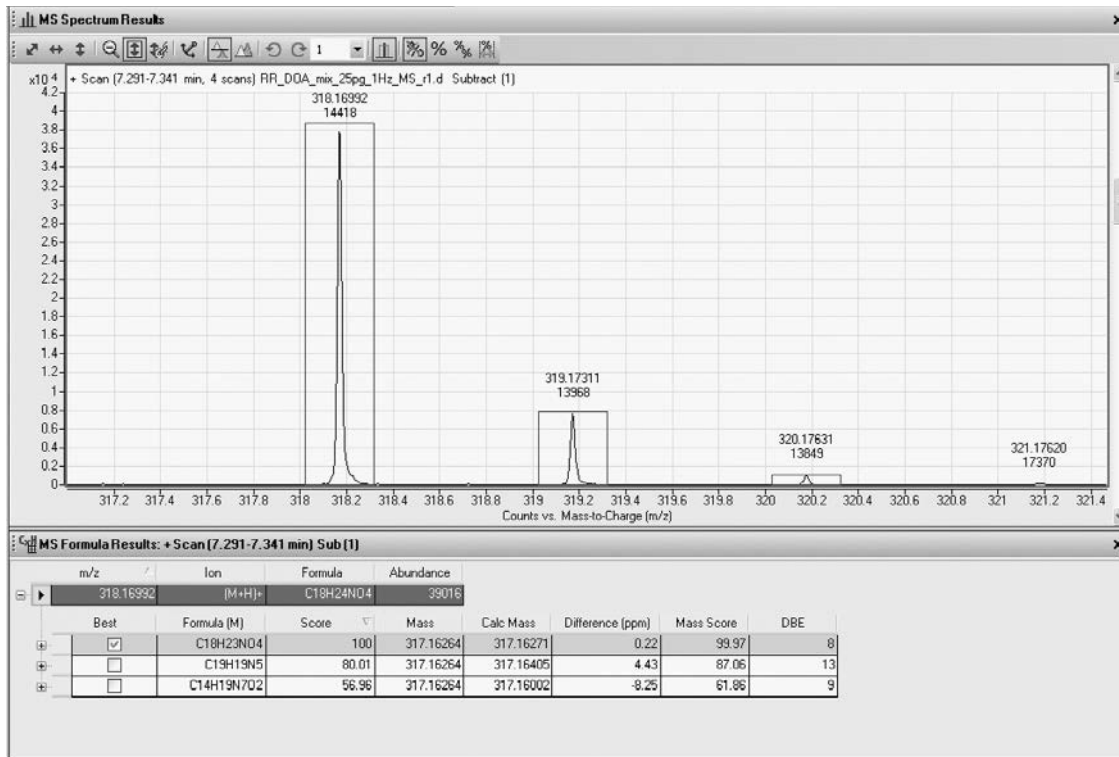 MS Spectrum Results
1
x10 4
+ Scan (7.291-7.341 min, 4 scans) RR_DOA_mix_25pg_1Hz_MS_r1.d Subtract (1)
4.2
4
3.8
3.6
3.4
3.2
3
2.8
2.6
2.4
2.2
2
1.8
1.6
1.4
1.2
1
0.8
0.6
0.4
0.2
0
318.16992
14418
319.17311
13968
320.17631
13849
321.17620
17370
317.2 317.4 317.6 317.8 318 318.2 318.4 318.6 318.8 319 319.2 319.4 319.6 319.8 320 320.2 320.4 320.6 320.8 321 321.2 321.4
Counts vs. Mass-to-Charge (m/z)
MS Formula Results: + Scan (7.291-7.341 min) Sub (1)
m/z Ion Formula Abundance
318.16992 (M+H)+ C18H24NO4 39016
Best Formula (M) Score Mass Calc Mass Difference (ppm) Mass Score DBE
C18H23NO4 100 317.16264 317.16271 0.22 99.97 8
C19H19N5 80.01 317.16264 317.16405 4.43 87.06 13
C14H19N7O2 56.96 317.16264 317.16002 -8.25 61.86 9